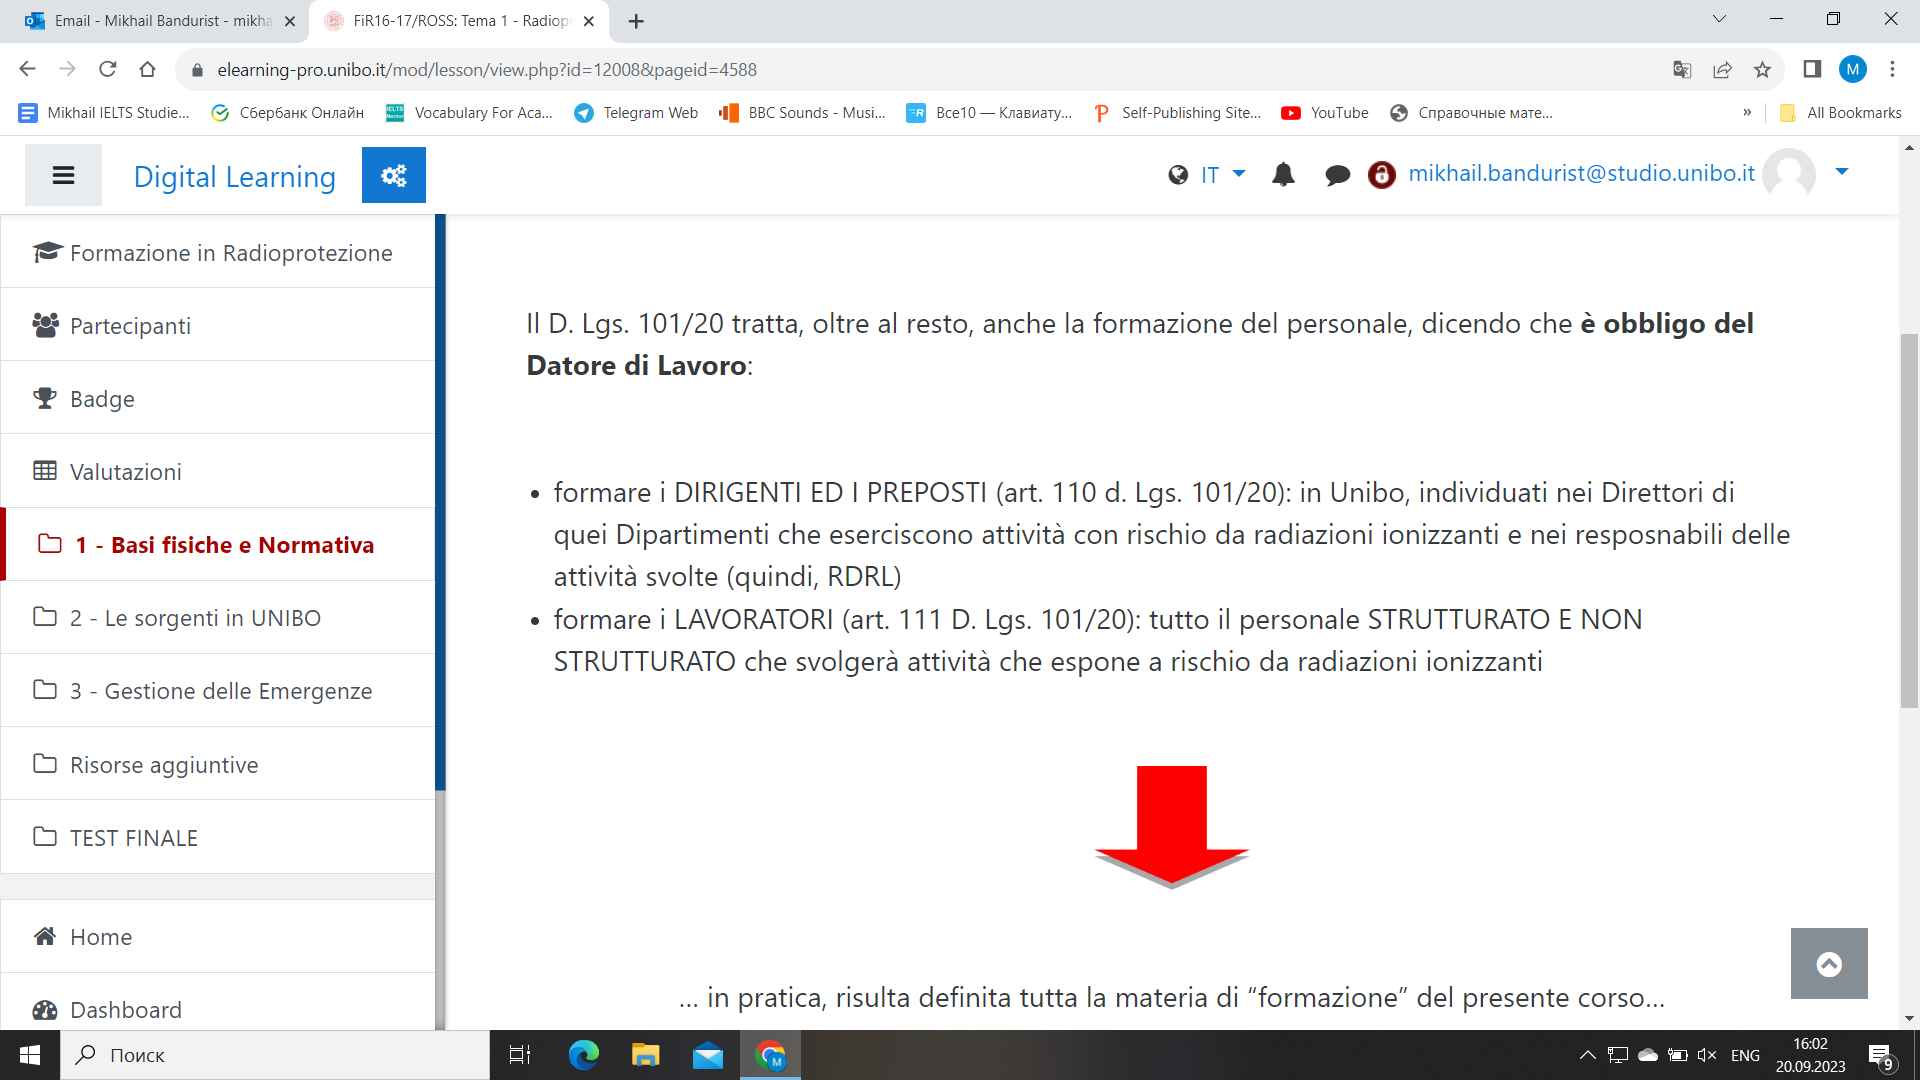 Email - Mikhail Bandurist - mikha
FiR16-17/ROSS: Tema 1 - Radiop
elearning-pro.unibo.it/mod/lesson/view.php?id=12008&pageid=4588
M
Mikhail IELTS Studie...
Сбербанк Онлайн
Vocabulary For Aca...
Telegram Web
BBC Sounds - Musi...
Все10 — Клавиату...
Self-Publishing Site...
YouTube
Справочные мате...
»
All Bookmarks
Digital Learning
IT
mikhail.bandurist@studio.unibo.it
Formazione in Radioprotezione
Partecipanti
Badge
Valutazioni
1 - Basi fisiche e Normativa
2 - Le sorgenti in UNIBO
3 - Gestione delle Emergenze
Risorse aggiuntive
TEST FINALE
Home
Dashboard
Il D. Lgs. 101/20 tratta, oltre al resto, anche la formazione del personale, dicendo che è obbligo del
Datore di Lavoro:
• formare i DIRIGENTI ED I PREPOSTI (art. 110 d. Lgs. 101/20): in Unibo, individuati nei Direttori di
quei Dipartimenti che eserciscono attività con rischio da radiazioni ionizzanti e nei resposnabili delle
attività svolte (quindi, RDRL)
• formare i LAVORATORI (art. 111 D. Lgs. 101/20): tutto il personale STRUTTURATO E NON
STRUTTURATO che svolgerà attività che espone a rischio da radiazioni ionizzanti
... in pratica, risulta definita tutta la materia di “formazione” del presente corso...
Поиск
M
ENG
16:02
20.09.2023
9